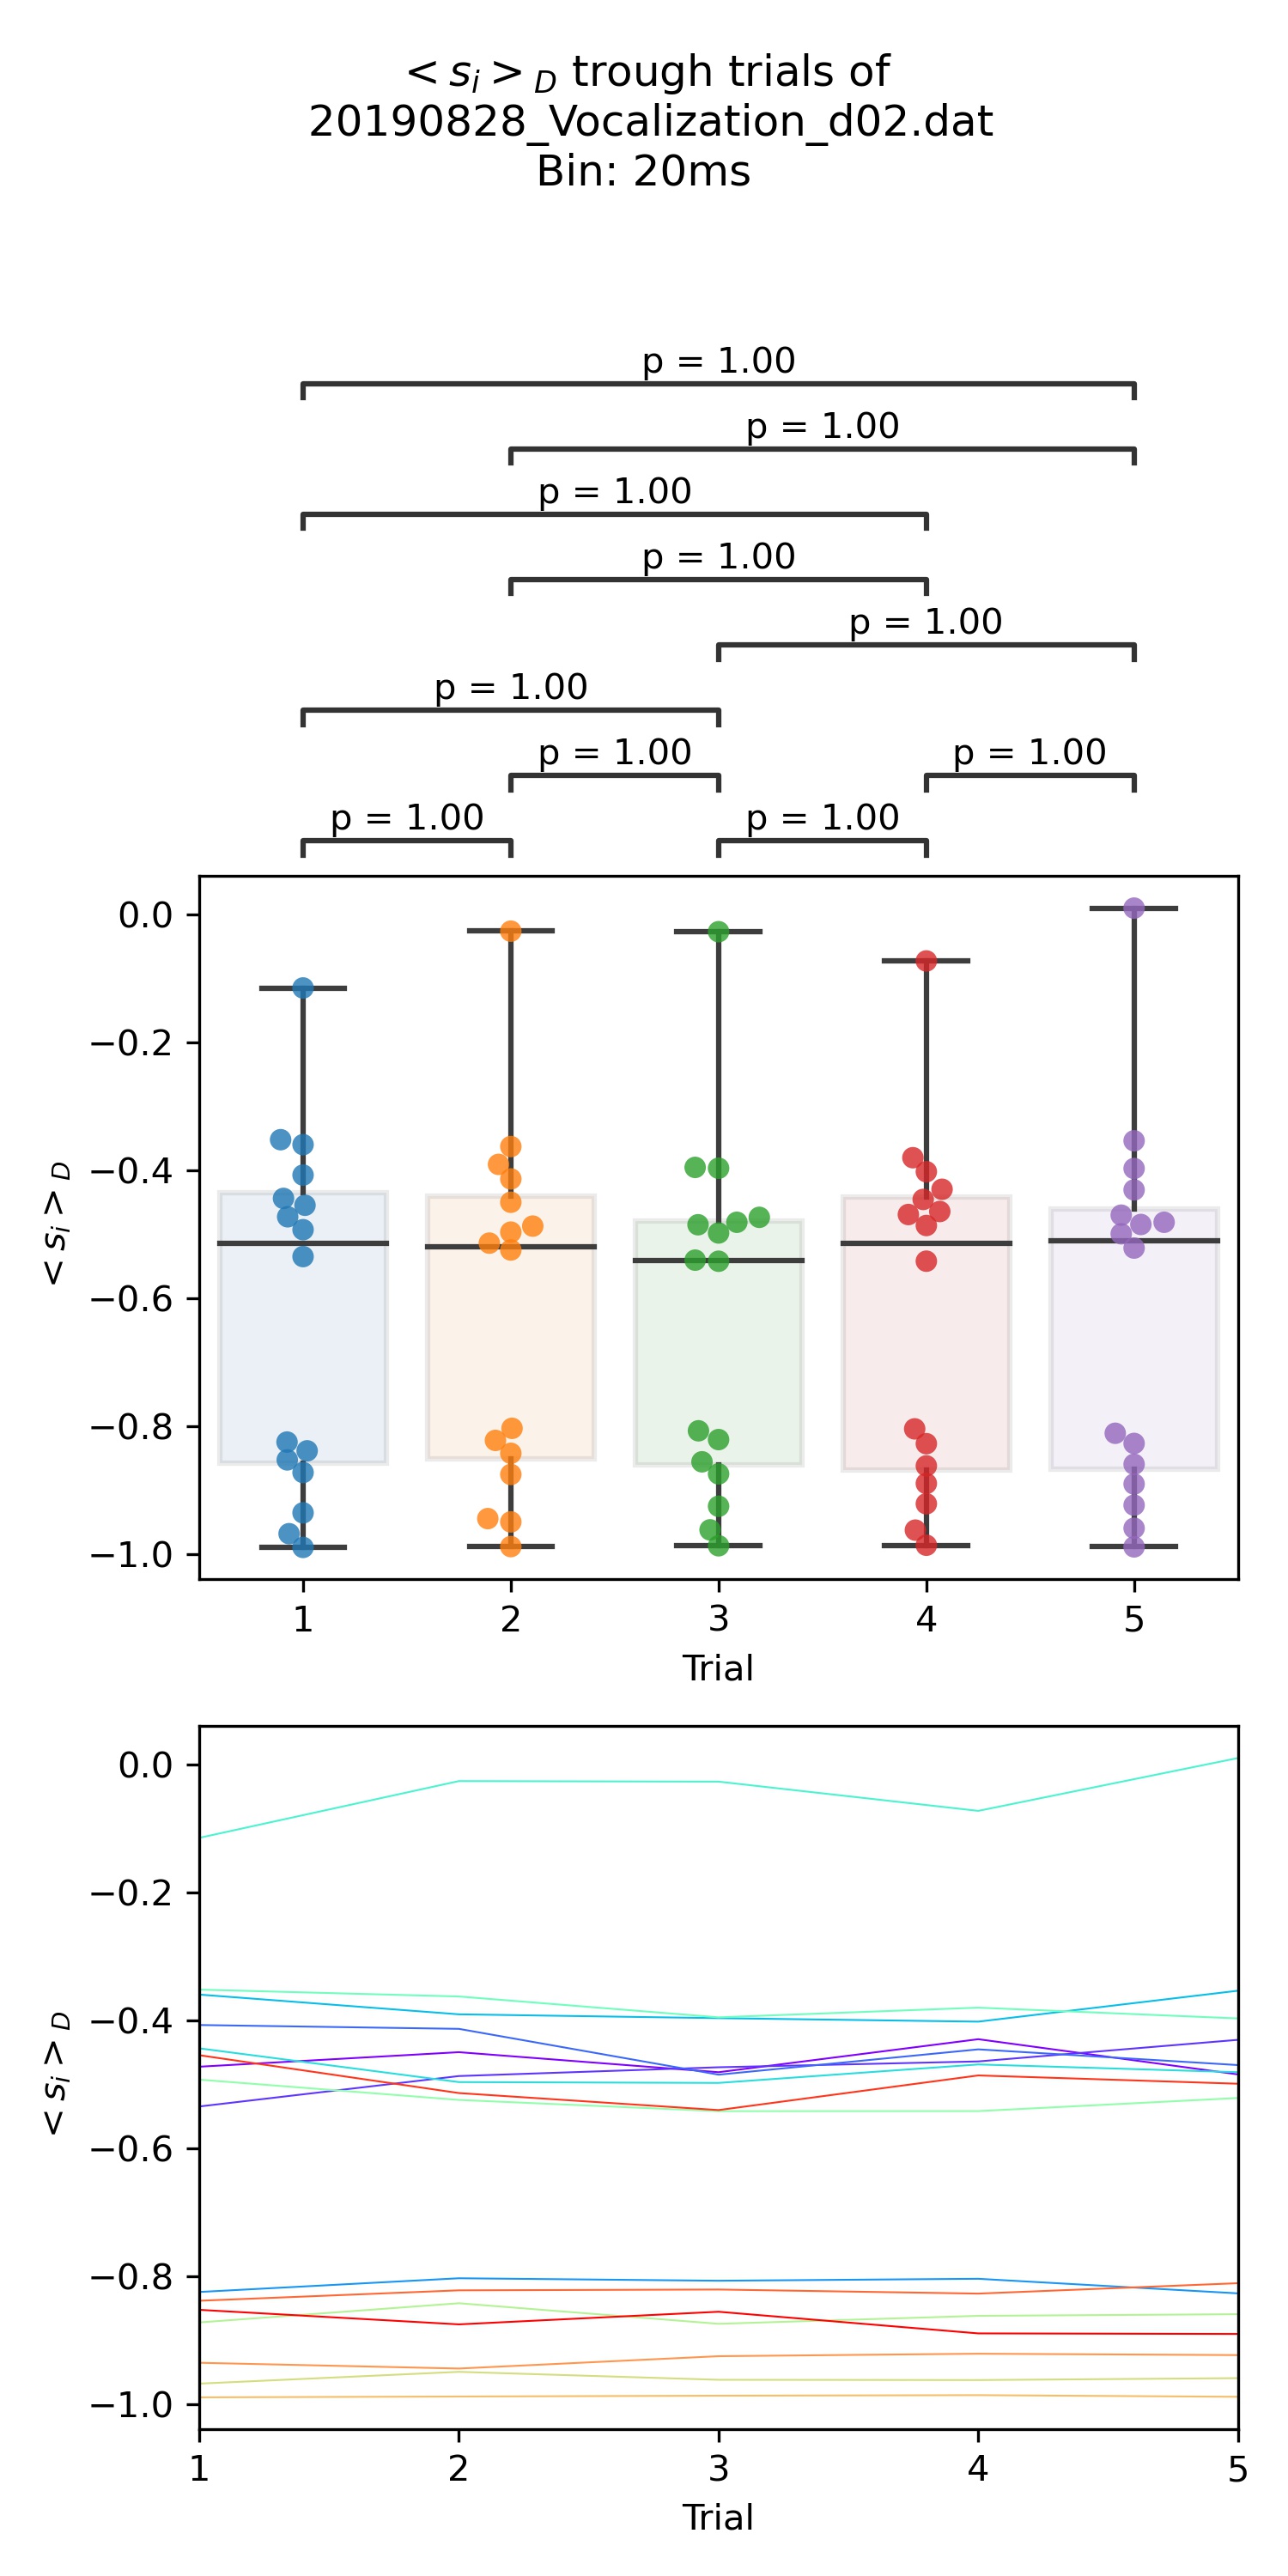 < s_i >_D trough trials of
20190828_Vocalization_d02.dat
Bin: 20ms
p = 1.00
p = 1.00
p = 1.00
p = 1.00
p = 1.00
p = 1.00
p = 1.00 p = 1.00
p = 1.00 p = 1.00
0.0
−0.2
−0.4
−0.6
−0.8
−1.0
< s_i >_D
1 2 3 4 5
Trial
0.0
−0.2
−0.4
−0.6
−0.8
−1.0
< s_i >_D
1 2 3 4 5
Trial